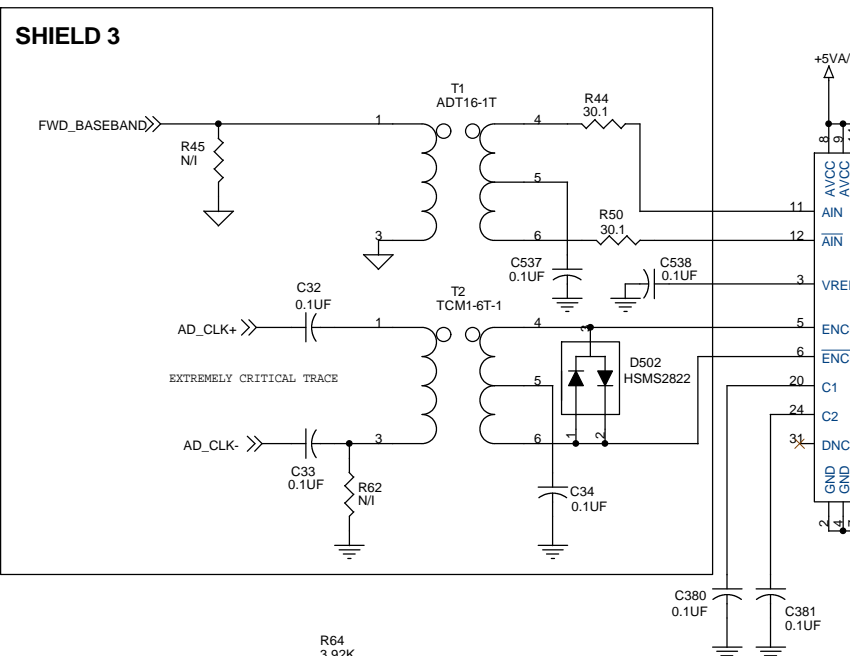 SHIELD 3
+5VA/
T1
ADT16-1T
R44
30.1
FWD_BASEBAND
1
4
R45
N/I
8
9
AVCC
AVCC
5
11
AIN
R50
30.1
3
6
12
AIN
C537
0.1UF
C538
0.1UF
3
VREF
C32
0.1UF
T2
TCM1-6T-1
AD_CLK+
1
4
3
5
ENC
6
ENC
D502
HSMS2822
EXTREMELY CRITICAL TRACE
5
20
C1
24
C2
1
2
AD_CLK-
3
6
31
DNC
C33
0.1UF
R62
N/I
GND
GND
C34
0.1UF
2
4
C380
0.1UF
C381
0.1UF
R64
3.92K